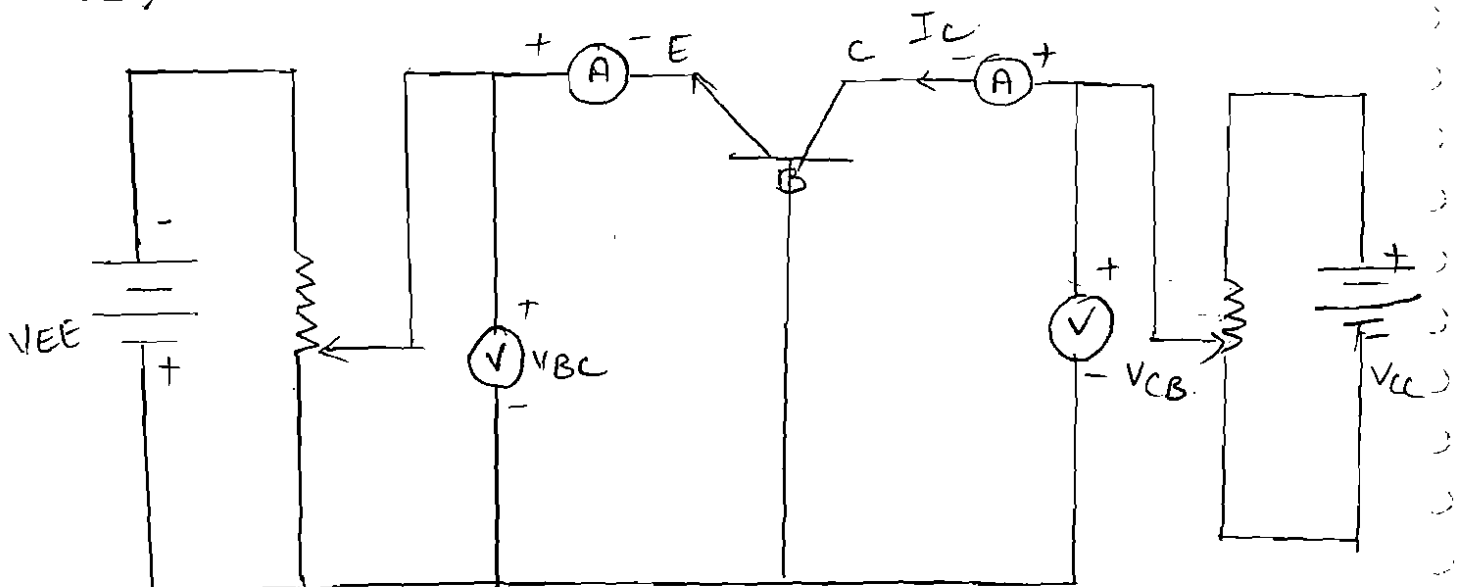 + A - E
C IC - A +
B
-
VEE
+
+
V VBC
-
+
V
- VCB.
+
-
VCC